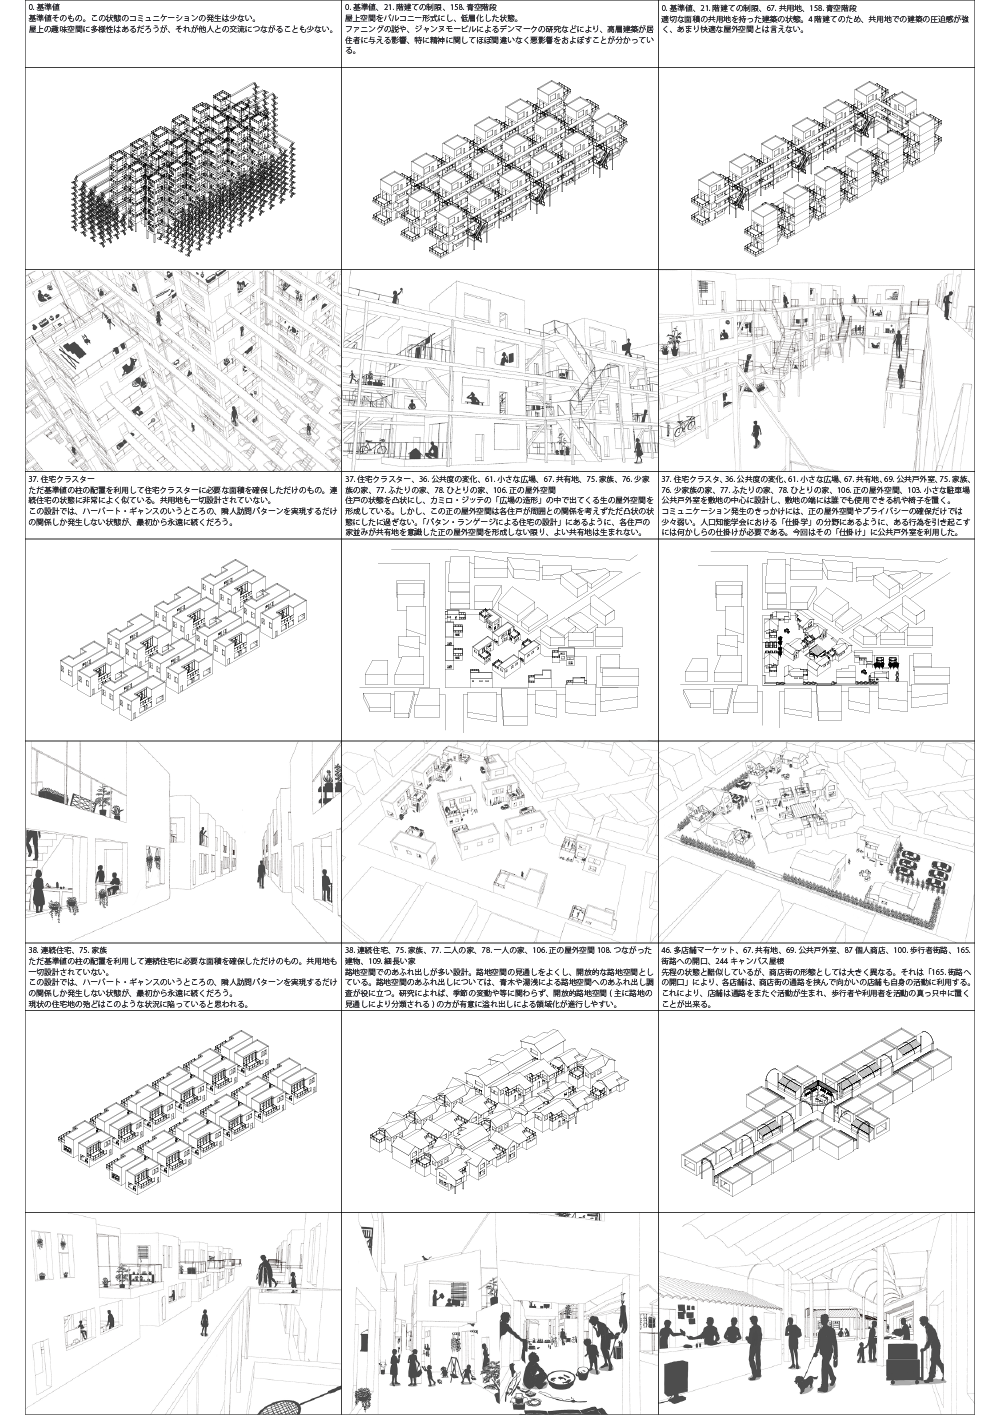 0. 基準値
基準値そのもの。この状態のコミュニケーションの発生は少ない。
屋上の趣味空間に多様性はあるだろうが、それが他人との交流につながることも少ない。
0. 基準値、21. 階建ての制限、158. 青空階段
屋上空間をバルコニー形式にし、低層化した状態。
ファニングの説や、ジャンヌモービルによるデンマークの研究などにより、高層建築が居
住者に与える影響、特に精神に関してほぼ間違いなく悪影響をおよぼすことが分かってい
る。
0. 基準値、21. 階建ての制限、67. 共用地、158. 青空階段
適切な面積の共用地を持った建築の状態。4 階建てのため、共用地での建築の圧迫感が強
く、あまり快適な屋外空間とは言えない。
37. 住宅クラスター
ただ基準値の柱の配置を利用して住宅クラスターに必要な面積を確保しただけのもの。連
続住宅の状態に非常によく似ている。共用地も一切設計されていない。
この設計では、ハーバート・ギャンスのいうところの、隣人訪問パターンを実現するだけ
の関係しか発生しない状態が、最初から永遠に続くだろう。
37. 住宅クラスター、36. 公共度の変化、61. 小さな広場、67. 共有地、75. 家族、76. 少家
族の家、77. ふたりの家、78. ひとりの家、106. 正の屋外空間
住戸の状態を凸状にし、カミロ・ジッテの「広場の造形」の中で出てくる生の屋外空間を
形成している。しかし、この正の屋外空間は各住戸が周囲との関係を考えずただ凸状の状
態にしたに過ぎない。「パタン・ランゲージによる住宅の設計」にあるように、各住戸の
家並みが共有地を意識した正の屋外空間を形成しない限り、よい共有地は生まれない。
37. 住宅クラスタ、36. 公共度の変化、61. 小さな広場、67. 共有地、69. 公共戸外室、75. 家族、
76. 少家族の家、77. ふたりの家、78. ひとりの家、106. 正の屋外空間、103. 小さな駐車場
公共戸外室を敷地の中心に設計し、敷地の端には誰でも使用できる机や椅子を置く。
コミュニケーション発生のきっかけには、正の屋外空間やプライバシーの確保だけでは
少々弱い。人口知能学会における「仕掛学」の分野にあるように、ある行為を引き起こす
には何かしらの仕掛けが必要である。今回はその「仕掛け」に公共戸外室を利用した。
38. 連続住宅、75. 家族
ただ基準値の柱の配置を利用して連続住宅に必要な面積を確保しただけのもの。共用地も
一切設計されていない。
この設計では、ハーバート・ギャンスのいうところの、隣人訪問パターンを実現するだけ
の関係しか発生しない状態が、最初から永遠に続くだろう。
現状の住宅地の殆どはこのような状況に陥っていると思われる。
38. 連続住宅、75. 家族、77. 二人の家、78. 一人の家、106. 正の屋外空間 108. つながった
建物、109. 細長い家
路地空間でのあふれ出しが多い設計。路地空間の見通しをよくし、開放的な路地空間とし
ている。路地空間のあふれ出しについては、青木や湯浅による路地空間へのあふれ出し調
査が役に立つ。研究によれば、季節の変動や等に関わらず、開放的路地空間 ( 主に路地の
見通しにより分類される ) の方が有意に溢れ出しによる領域化が進行しやすい。
46. 多店舗マーケット、67. 共有地、69. 公共戸外室、87 個人商店、100. 歩行者街路、165.
街路への開口、244 キャンバス屋根
先程の状態と酷似しているが、商店街の形態としては大きく異なる。それは「165. 街路へ
の開口」により、各店舗は、商店街の通路を挟んで向かいの店舗も自身の活動に利用する。
これにより、店舗は通路をまたぐ活動が生まれ、歩行者や利用者を活動の真っ只中に置く
ことが出来る。